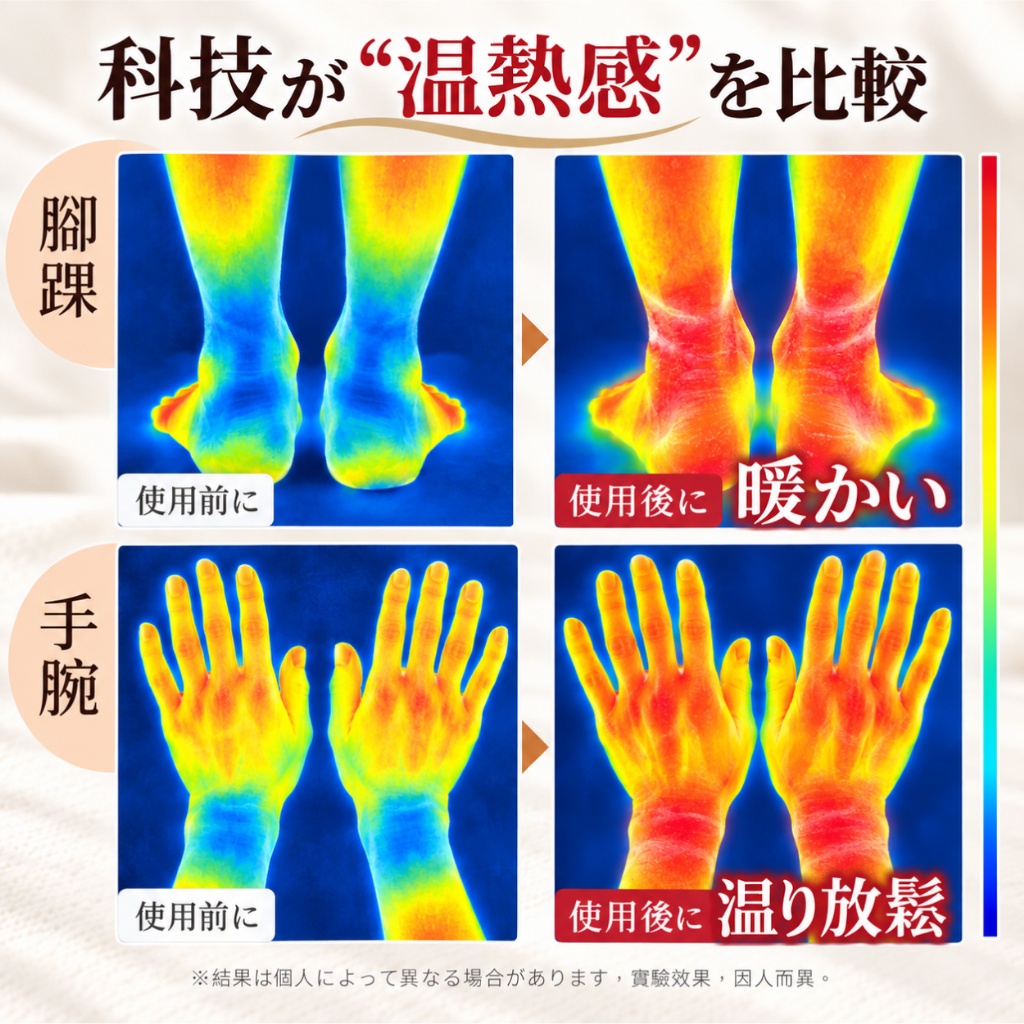 科技が“温熱感”を比較
腳踝
使用前に
使用後に
暖かい
手腕
使用前に
使用後に
温り放鬆
※結果は個人によって異なる場合があります，實驗效果，因人而異。